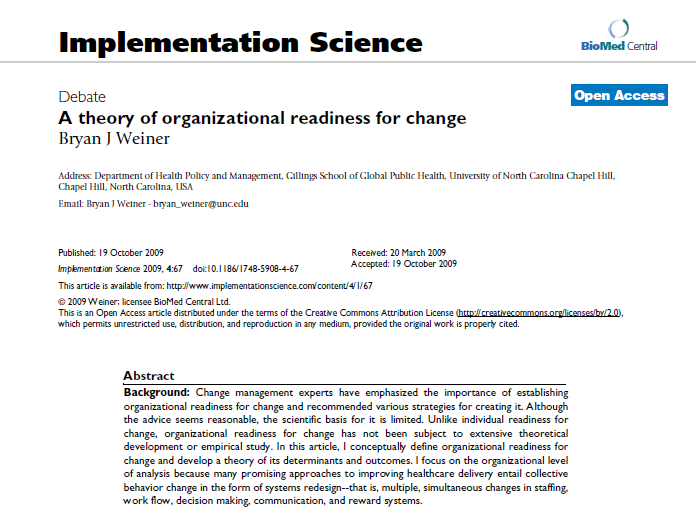 Implementation Science
BioMed Central
Debate
Open Access
A theory of organizational readiness for change
Bryan J Weiner
Address: Department of Health Policy and Management, Gillings School of Global Public Health, University of North Carolina Chapel Hill,
Chapel Hill, North Carolina, USA
Email: Bryan J Weiner - bryan_weiner@unc.edu
Published: 19 October 2009
Implementation Science 2009, 4:67 doi:10.1186/1748-5908-4-67
Received: 20 March 2009
Accepted: 19 October 2009
This article is available from: http://www.implementationscience.com/content/4/1/67
© 2009 Weiner; licensee BioMed Central Ltd.
This is an Open Access article distributed under the terms of the Creative Commons Attribution License (http://creativecommons.org/licenses/by/2.0),
which permits unrestricted use, distribution, and reproduction in any medium, provided the original work is properly cited.
Abstract
Background: Change management experts have emphasized the importance of establishing
organizational readiness for change and recommended various strategies for creating it. Although
the advice seems reasonable, the scientific basis for it is limited. Unlike individual readiness for
change, organizational readiness for change has not been subject to extensive theoretical
development or empirical study. In this article, I conceptually define organizational readiness for
change and develop a theory of its determinants and outcomes. I focus on the organizational level
of analysis because many promising approaches to improving healthcare delivery entail collective
behavior change in the form of systems redesign--that is, multiple, simultaneous changes in staffing,
work flow, decision making, communication, and reward systems.